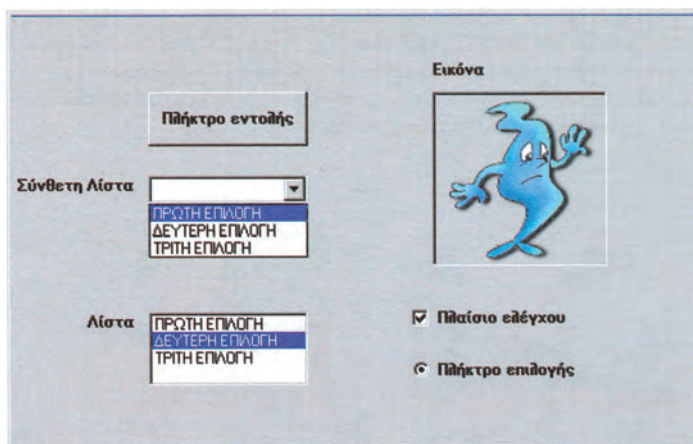 Εικόνα
Πλήκτρο εντολής
Σύνθετη Λίστα
ΠΡΩΤΗ ΕΠΙΛΟΓΗ
ΔΕΥΤΕΡΗ ΕΠΙΛΟΓΗ
ΤΡΙΤΗ ΕΠΙΛΟΓΗ
Λίστα
ΠΡΩΤΗ ΕΠΙΛΟΓΗ
ΔΕΥΤΕΡΗ ΕΠΙΛΟΓΗ
ΤΡΙΤΗ ΕΠΙΛΟΓΗ
Πλαίσιο ελέγχου
Πλήκτρο επιλογής